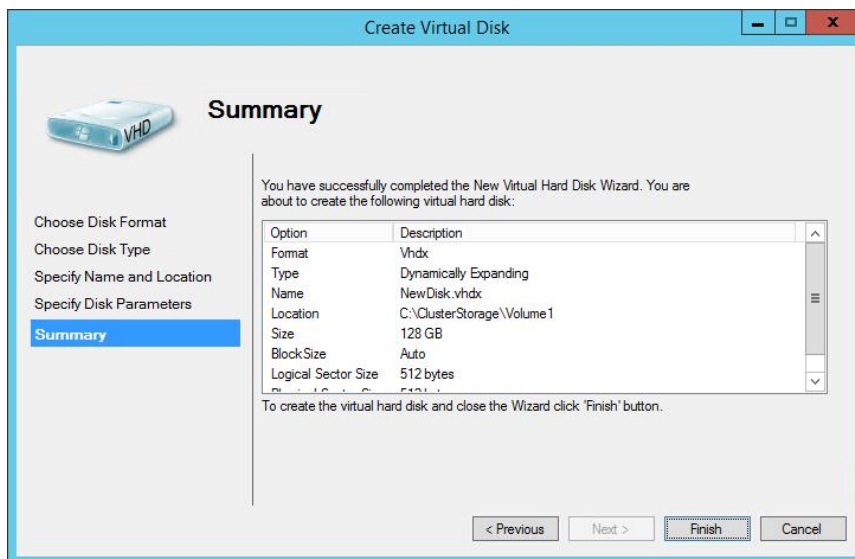 Create Virtual Disk
VHD
Summary
You have successfully completed the New Virtual Hard Disk Wizard. You are
about to create the following virtual hard disk:
Choose Disk Format
Choose Disk Type
Specify Name and Location
Specify Disk Parameters
Summary
Option Description
Format Vhdx
Type Dynamically Expanding
Name NewDisk.vhdx
Location C:\ClusterStorage\Volume1
Size 128 GB
BlockSize Auto
Logical Sector Size 512 bytes
To create the virtual hard disk and close the Wizard click 'Finish' button.
< Previous Next > Finish Cancel